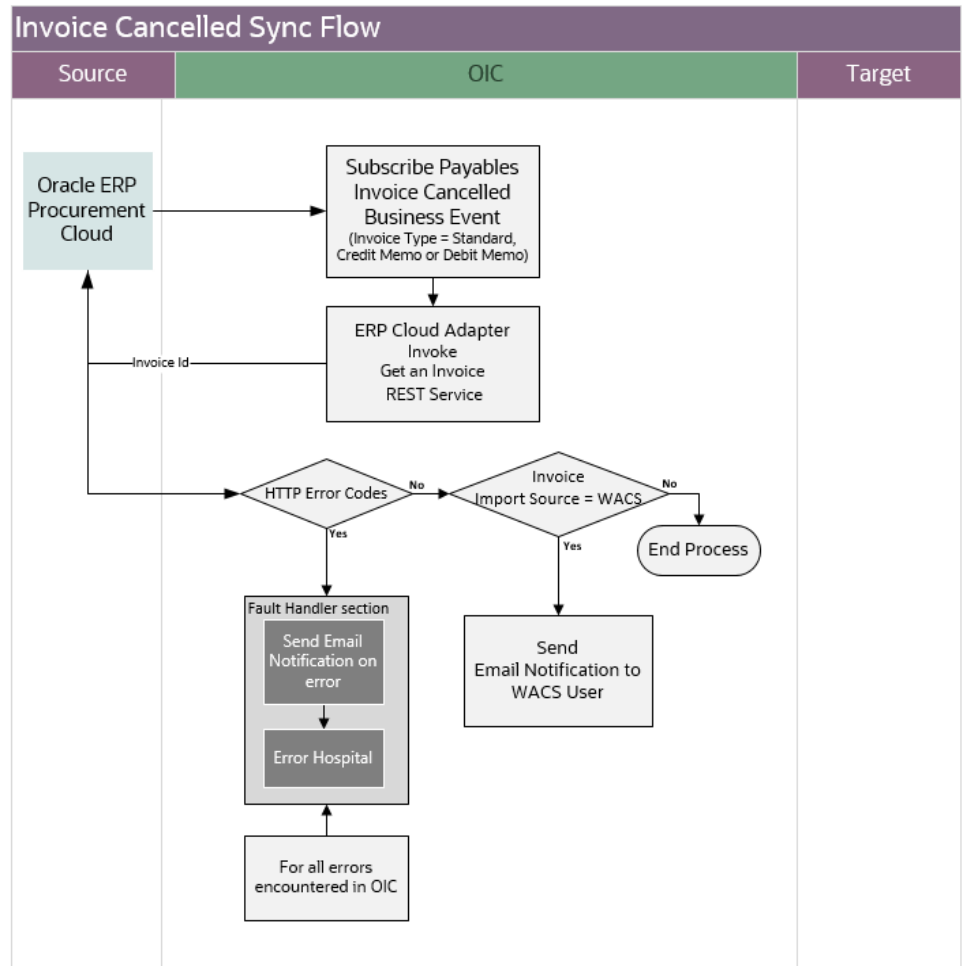 Invoice Cancelled Sync Flow
Source
OIC
Target
Oracle ERP
Procurement
Cloud
Subscribe Payables
Invoice Cancelled
Business Event
(Invoice Type = Standard,
Credit Memo or Debit Memo)
ERP Cloud Adapter
Invoke
Get an Invoice
REST Service
Invoice Id
HTTP Error Codes
No
Invoice
Import Source = WACS
No
End Process
Yes
Yes
Fault Handler section
Send Email
Notification on
error
Error Hospital
Send
Email Notification to
WACS User
For all errors
encountered in OIC